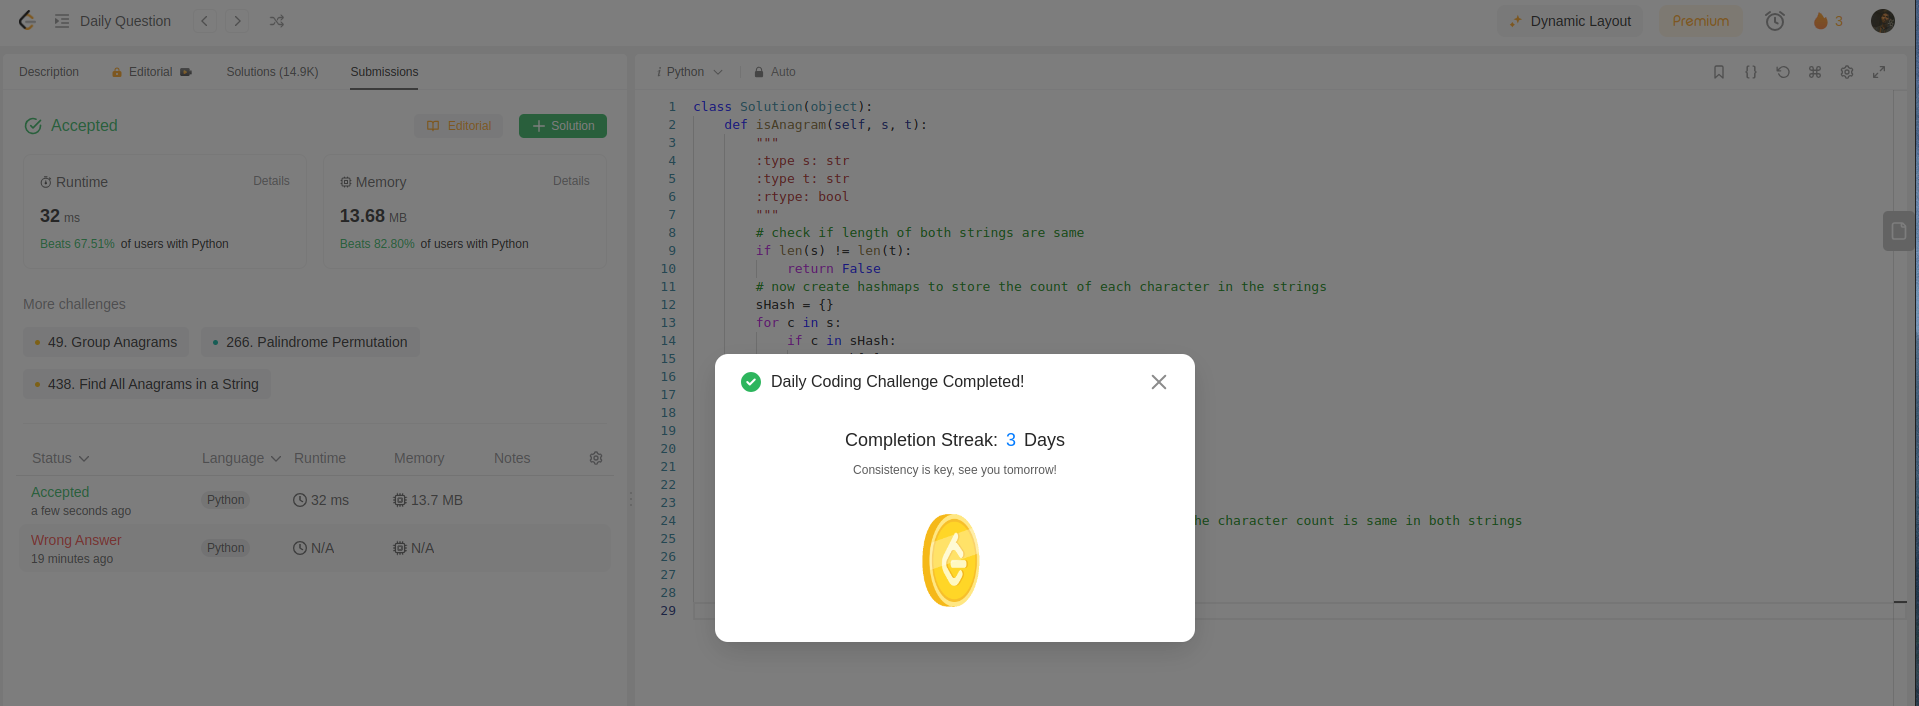 Daily Question
Dynamic Layout
Premium
3
Description
Editorial
Solutions (14.9K)
Submissions
Accepted
Editorial
Solution
Runtime
Details
32 ms
Beats 67.51% of users with Python
Memory
Details
13.68 MB
Beats 82.80% of users with Python
More challenges
49. Group Anagrams
266. Palindrome Permutation
438. Find All Anagrams in a String
Status Language Runtime Memory Notes
Accepted
a few seconds ago
Python
32 ms
13.7 MB
Wrong Answer
19 minutes ago
Python
N/A
N/A
i Python
Auto
1 class Solution(object):
2 def isAnagram(self, s, t):
3 """
4 :type s: str
5 :type t: str
6 :rtype: bool
7 """
8 # check if length of both strings are same
9 if len(s) != len(t):
10 return False
11 # now create hashmaps to store the count of each character in the strings
12 sHash = {}
13 for c in s:
14 if c in sHash:
15
16
17
18
19
20
21
22
23
24 he character count is same in both strings
25
26
27
28
29
Daily Coding Challenge Completed!
Completion Streak: 3 Days
Consistency is key, see you tomorrow!